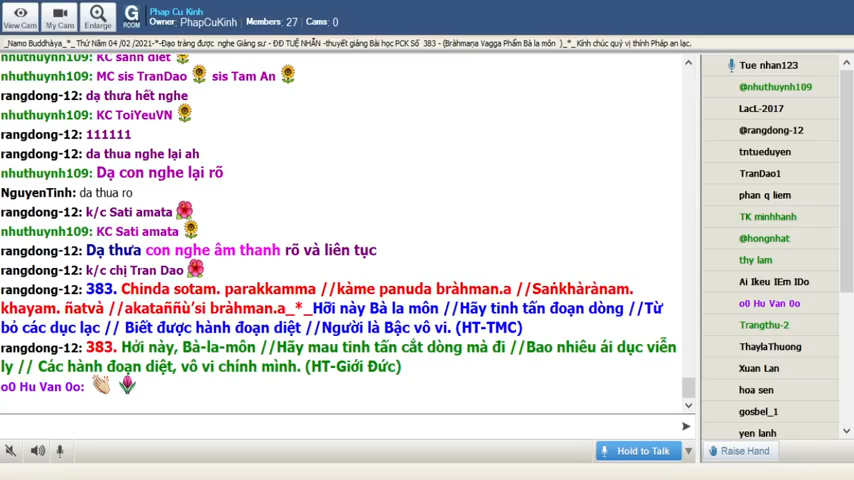 Phap Cu Kinh
Owner: PhapCuKinh Members: 27 Cams: 0
View Cam
My Cam
Enlarge
G
ROOM
_Namo Buddhàya_*_ Thứ Năm 04 /02 /2021-*-Đạo tràng được nghe Giảng sư - ĐĐ TUỆ NHẪN -thuyết giảng Bài học PCK Số 383 - (Bràhmaṇa Vagga Phẩm Bà la môn )_*_ Kính chúc quý vị thính Pháp an lạc,
nhuthuynh109: KC sanh diet
nhuthuynh109: MC sis TranDao sis Tam An
rangdong-12: dạ thưa hết nghe
nhuthuynh109: KC ToiYeuVN
rangdong-12: 111111
rangdong-12: da thua nghe lại ah
nhuthuynh109: Dạ con nghe lại rõ
NguyenTinh: da thua ro
rangdong-12: k/c Sati amata
nhuthuynh109: KC Sati amata
rangdong-12: Dạ thưa con nghe âm thanh rõ và liên tục
rangdong-12: k/c chị Tran Dao
rangdong-12: 383. Chinda sotam. parakkamma //kàme panuda bràhman.a //Saṅkhàrànam.
khayam. ñatvà //akataññù'si bràhman.a_*_Hỡi này Bà la môn //Hãy tinh tấn đoạn dòng //Từ
bỏ các dục lạc // Biết được hành đoạn diệt //Người là Bậc vô vi. (HT-TMC)
rangdong-12: 383. Hởi này, Bà-la-môn //Hãy mau tinh tấn cắt dòng mà đi //Bao nhiêu ái dục viễn
ly // Các hành đoạn diệt, vô vi chính mình. (HT-Giới Đức)
o0 Hu Van 0o:
Hold to Talk
Tue nhan123
@nhuthuynh109
LacL-2017
@rangdong-12
tntueduyen
TranDao1
phan q liem
TK minhhanh
@hongnhat
thy lam
Ai Ikeu IEm IDo
o0 Hu Van 0o
Trangthu-2
ThaylaThuong
Xuan Lan
hoa sen
gosbel_1
yen lanh
Raise Hand